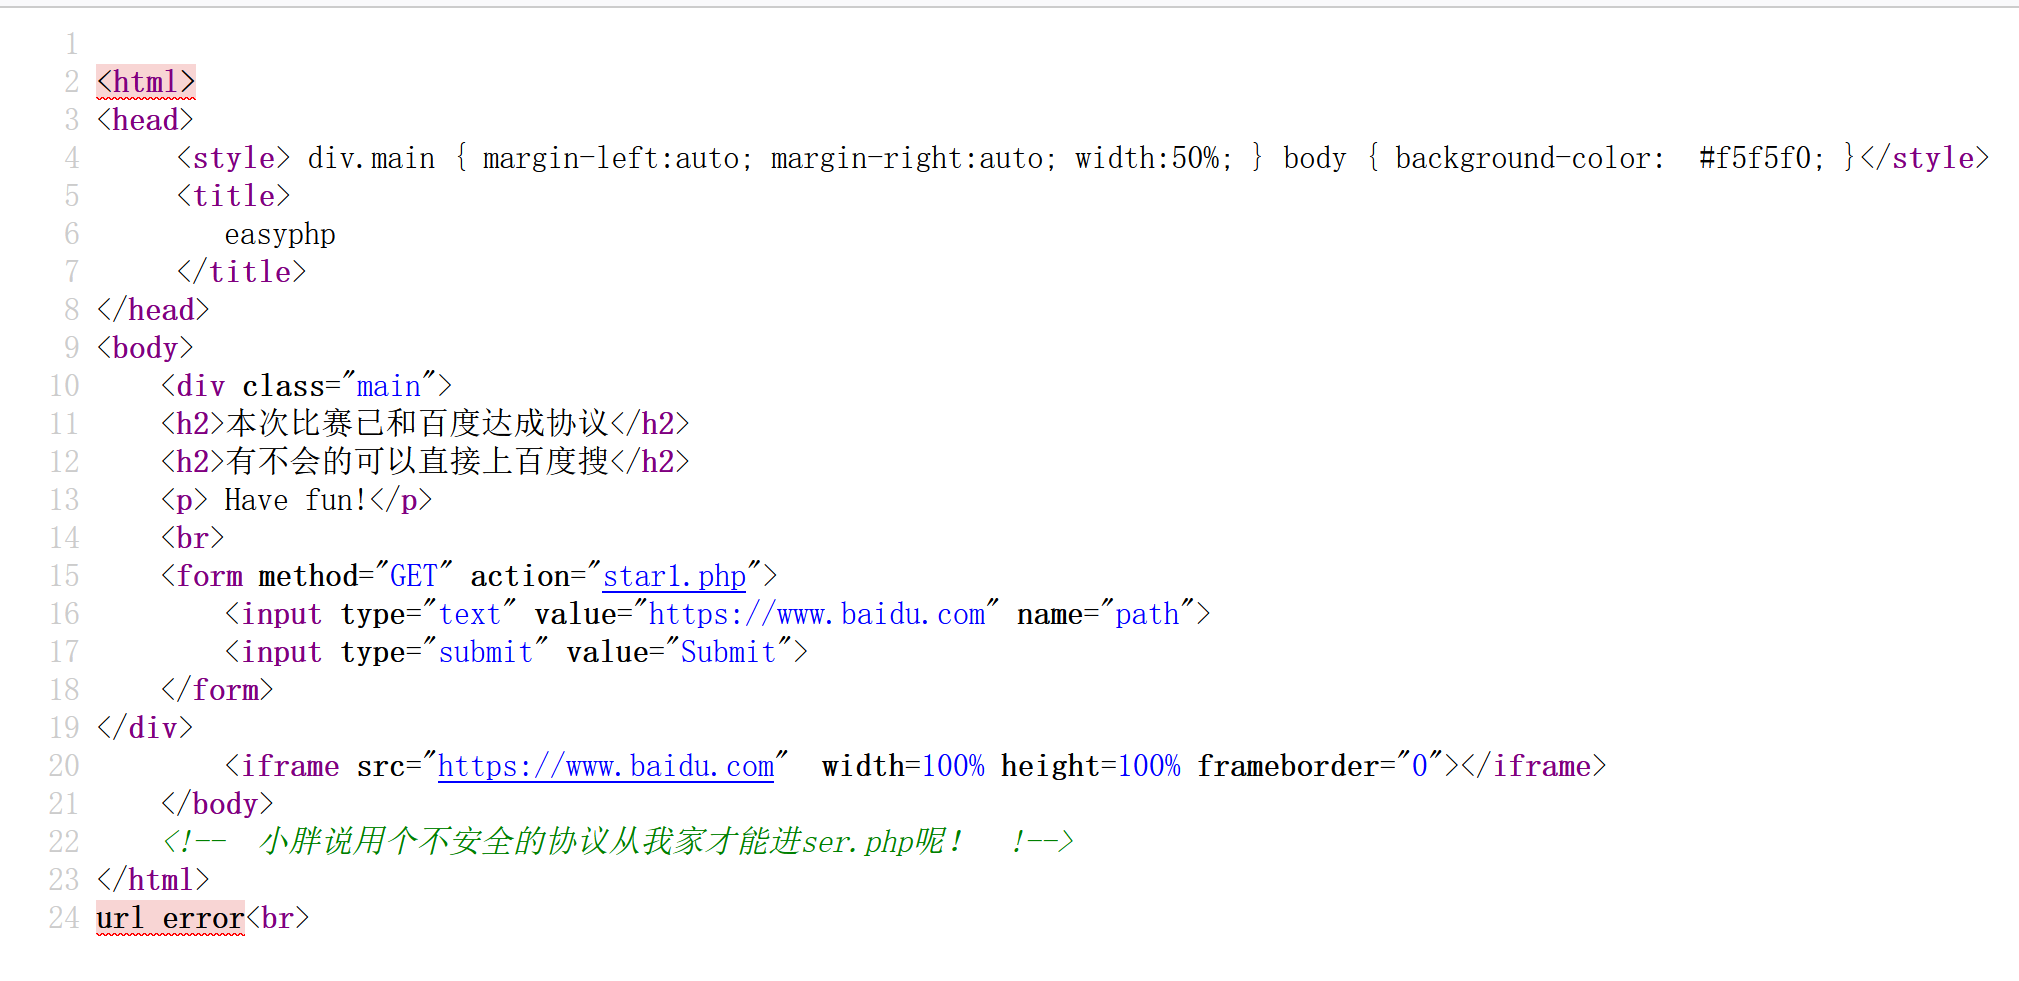 1
2 <html>
3 <head>
4 <style> div.main { margin-left:auto; margin-right:auto; width:50%; } body { background-color: #f5f5f0; }</style>
5 <title>
6 easyphp
7 </title>
8 </head>
9 <body>
10 <div class="main">
11 <h2>本次比赛已和百度达成协议</h2>
12 <h2>有不会的可以直接上百度搜</h2>
13 <p> Have fun!</p>
14 <br>
15 <form method="GET" action="star1.php">
16 <input type="text" value="https://www.baidu.com" name="path">
17 <input type="submit" value="Submit">
18 </form>
19 </div>
20 <iframe src="https://www.baidu.com" width=100% height=100% frameborder="0"></iframe>
21 </body>
22 <!-- 小胖说用个不安全的协议从我家才能进ser.php呢！ !-->
23 </html>
24 url error<br>